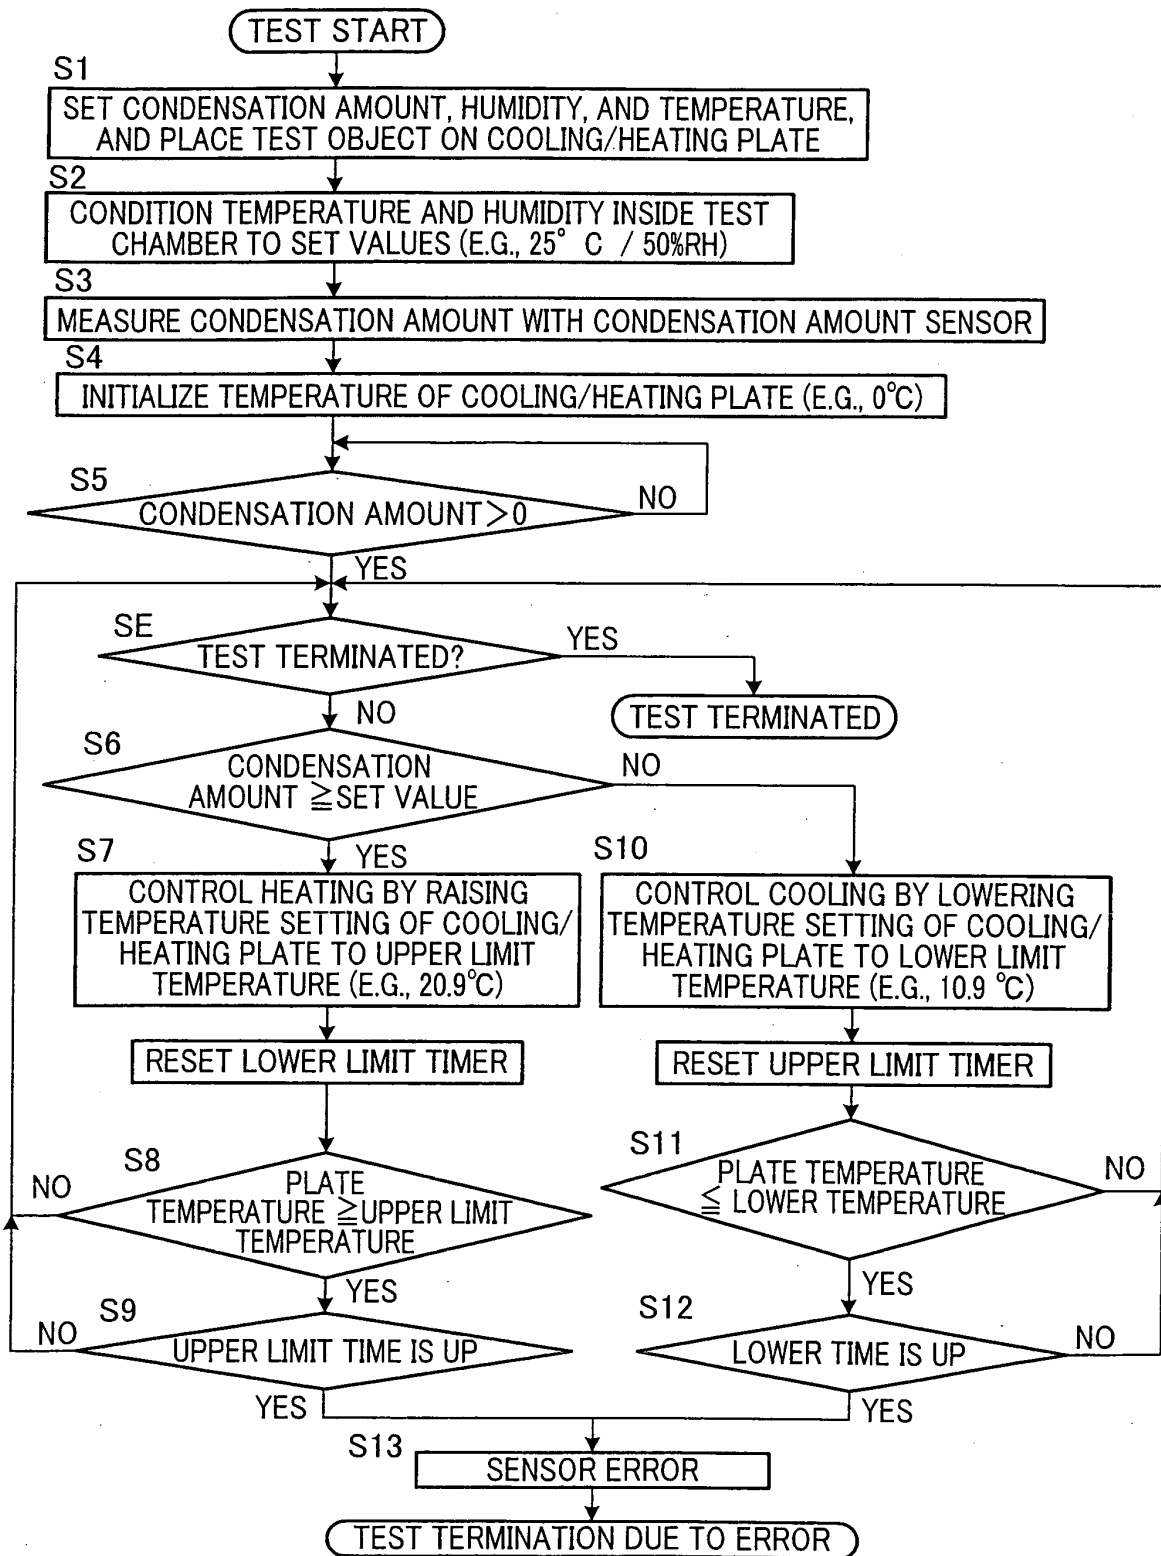 TEST START
S1
SET CONDENSATION AMOUNT, HUMIDITY, AND TEMPERATURE,
AND PLACE TEST OBJECT ON COOLING/HEATING PLATE
S2
CONDITION TEMPERATURE AND HUMIDITY INSIDE TEST
CHAMBER TO SET VALUES (E.G., 25° C / 50%RH)
S3
MEASURE CONDENSATION AMOUNT WITH CONDENSATION AMOUNT SENSOR
S4
INITIALIZE TEMPERATURE OF COOLING/HEATING PLATE (E.G., 0°C)
S5
CONDENSATION AMOUNT>0
NO
YES
SE
TEST TERMINATED?
YES
TEST TERMINATED
NO
S6
CONDENSATION
AMOUNT ≧SET VALUE
NO
YES
S7
CONTROL HEATING BY RAISING
TEMPERATURE SETTING OF COOLING/
HEATING PLATE TO UPPER LIMIT
TEMPERATURE (E.G., 20.9°C)
S10
CONTROL COOLING BY LOWERING
TEMPERATURE SETTING OF COOLING/
HEATING PLATE TO LOWER LIMIT
TEMPERATURE (E.G., 10.9 °C)
RESET LOWER LIMIT TIMER
RESET UPPER LIMIT TIMER
S8
NO
PLATE
TEMPERATURE ≧UPPER LIMIT
TEMPERATURE
YES
S11
PLATE TEMPERATURE
≦ LOWER TEMPERATURE
NO
YES
S9
NO
UPPER LIMIT TIME IS UP
YES
S12
LOWER TIME IS UP
NO
YES
S13
SENSOR ERROR
TEST TERMINATION DUE TO ERROR